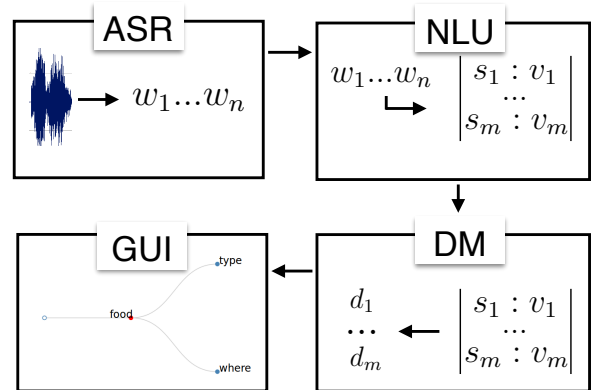 ASR
w₁...wₙ
NLU
w₁...wₙ
s₁ : v₁
...
sₘ : vₘ
GUI
type
food
where
DM
d₁
...
dₘ
s₁ : v₁
...
sₘ : vₘ